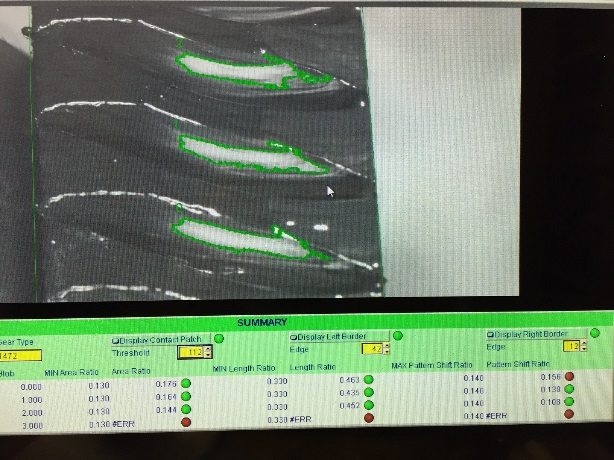 SUMMARY
Gear Type Display Contact Patch Display Left Border Display Right Border
1472 Threshold 112 Edge 42 Edge 12
Blob MIN Area Ratio Area Ratio MIN Length Ratio Length Ratio MAX Pattern Shift Ratio Pattern Shift Ratio
0.000 0.130 0.176 0.330 0.463 0.140 0.156
1.000 0.130 0.164 0.330 0.435 0.140 0.138
2.000 0.130 0.144 0.330 0.452 0.140 0.108
3.000 0.130 #ERR 0.330 #ERR 0.140 #ERR